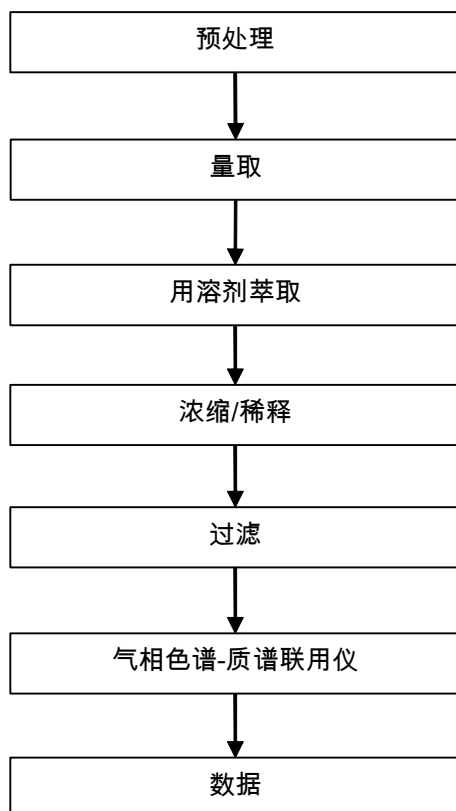 预处理
量取
用溶剂萃取
浓缩/稀释
过滤
气相色谱-质谱联用仪
数据